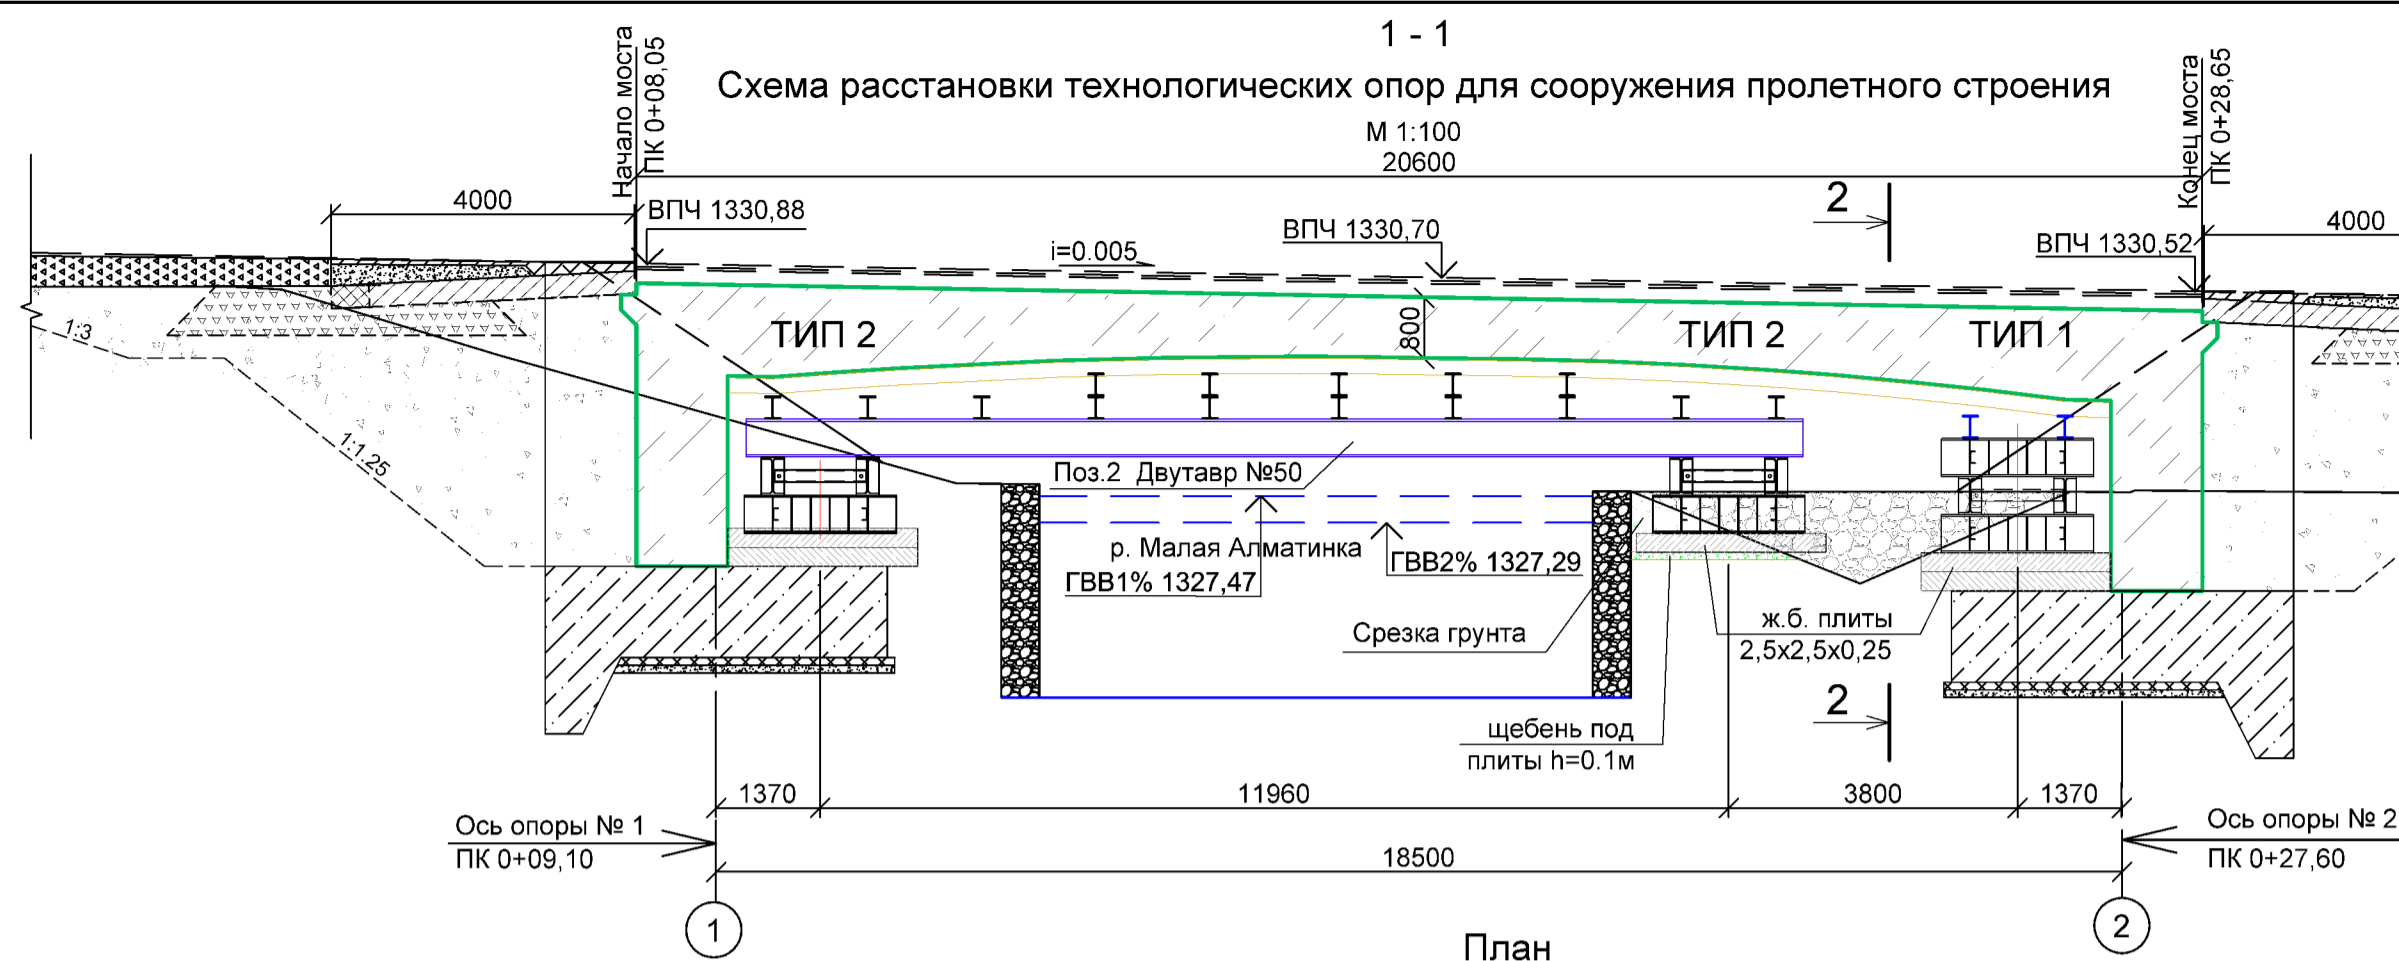 1 - 1
Схема расстановки технологических опор для сооружения пролетного строения
М 1:100
20600
Начало моста
ПК 0+08,05
Конец моста
ПК 0+28,65
4000
ВПЧ 1330,88
i=0.005
ВПЧ 1330,70
2
ВПЧ 1330,52
4000
1:3
ТИП 2
800
ТИП 2
ТИП 1
1:1.25
Поз.2 Двутавр №50
р. Малая Алматинка
ГВВ1% 1327,47
ГВВ2% 1327,29
Срезка грунта
ж.б. плиты
2,5х2,5х0,25
2
щебень под
плиты h=0.1м
1370
11960
3800
1370
Ось опоры № 1
ПК 0+09,10
Ось опоры № 2
ПК 0+27,60
18500
1
2
План